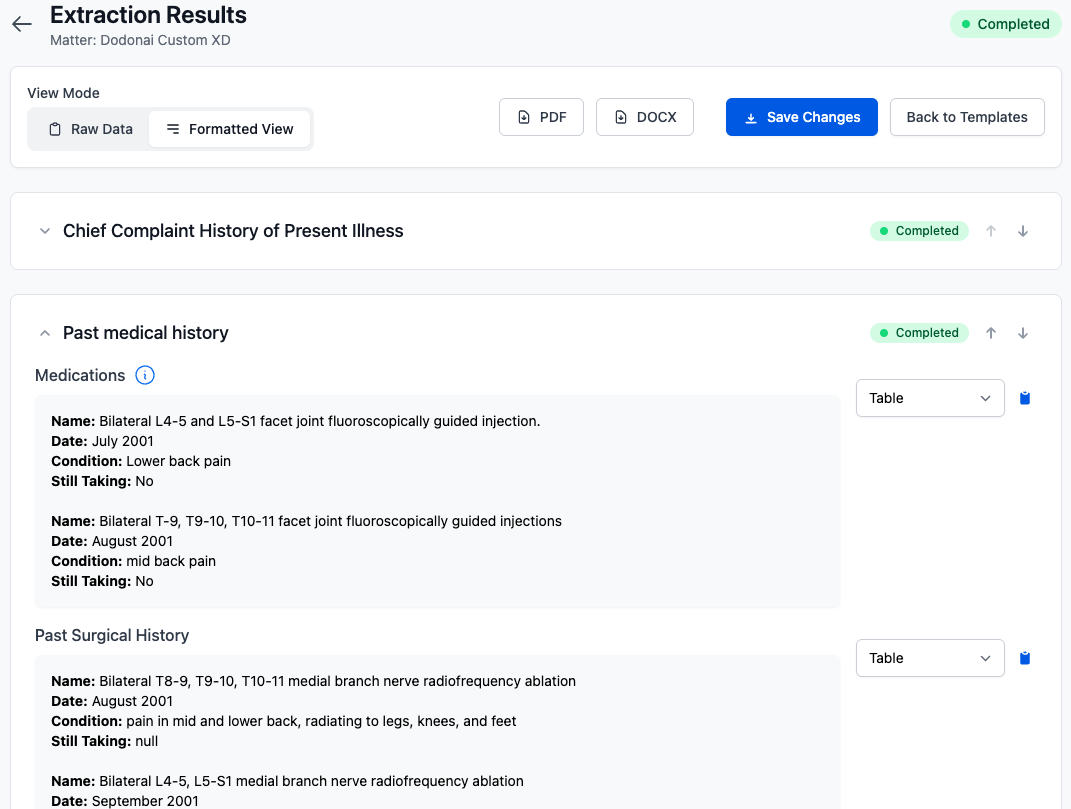 Extraction Results
Matter: Dodonai Custom XD
Completed
View Mode
Raw Data
Formatted View
PDF
DOCX
Save Changes
Back to Templates
Chief Complaint History of Present Illness
Completed
Past medical history
Completed
Medications
Table
Name: Bilateral L4-5 and L5-S1 facet joint fluoroscopically guided injection.
Date: July 2001
Condition: Lower back pain
Still Taking: No
Name: Bilateral T-9, T9-10, T10-11 facet joint fluoroscopically guided injections
Date: August 2001
Condition: mid back pain
Still Taking: No
Past Surgical History
Table
Name: Bilateral T8-9, T9-10, T10-11 medial branch nerve radiofrequency ablation
Date: August 2001
Condition: pain in mid and lower back, radiating to legs, knees, and feet
Still Taking: null
Name: Bilateral L4-5, L5-S1 medial branch nerve radiofrequency ablation
Date: September 2001